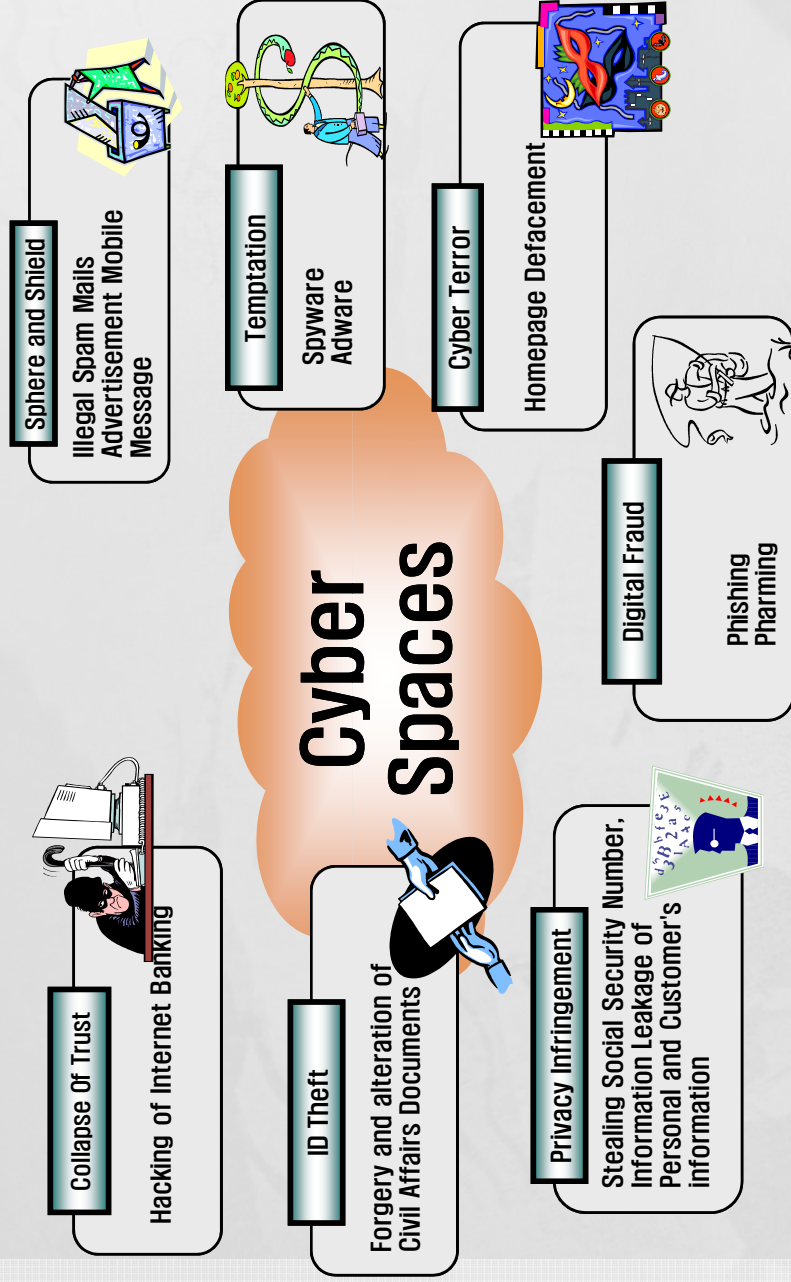 Collapse Of Trust
Hacking of Internet Banking
Sphere and Shield
Illegal Spam Mails
Advertisement Mobile
Message
ID Theft
Forgery and alteration of
Civil Affairs Documents
Cyber
Spaces
Temptation
Spyware
Adware
Privacy Infringement
Stealing Social Security Number,
Information Leakage of
Personal and Customer's
information
Digital Fraud
Phishing
Pharming
Cyber Terror
Homepage Defacement